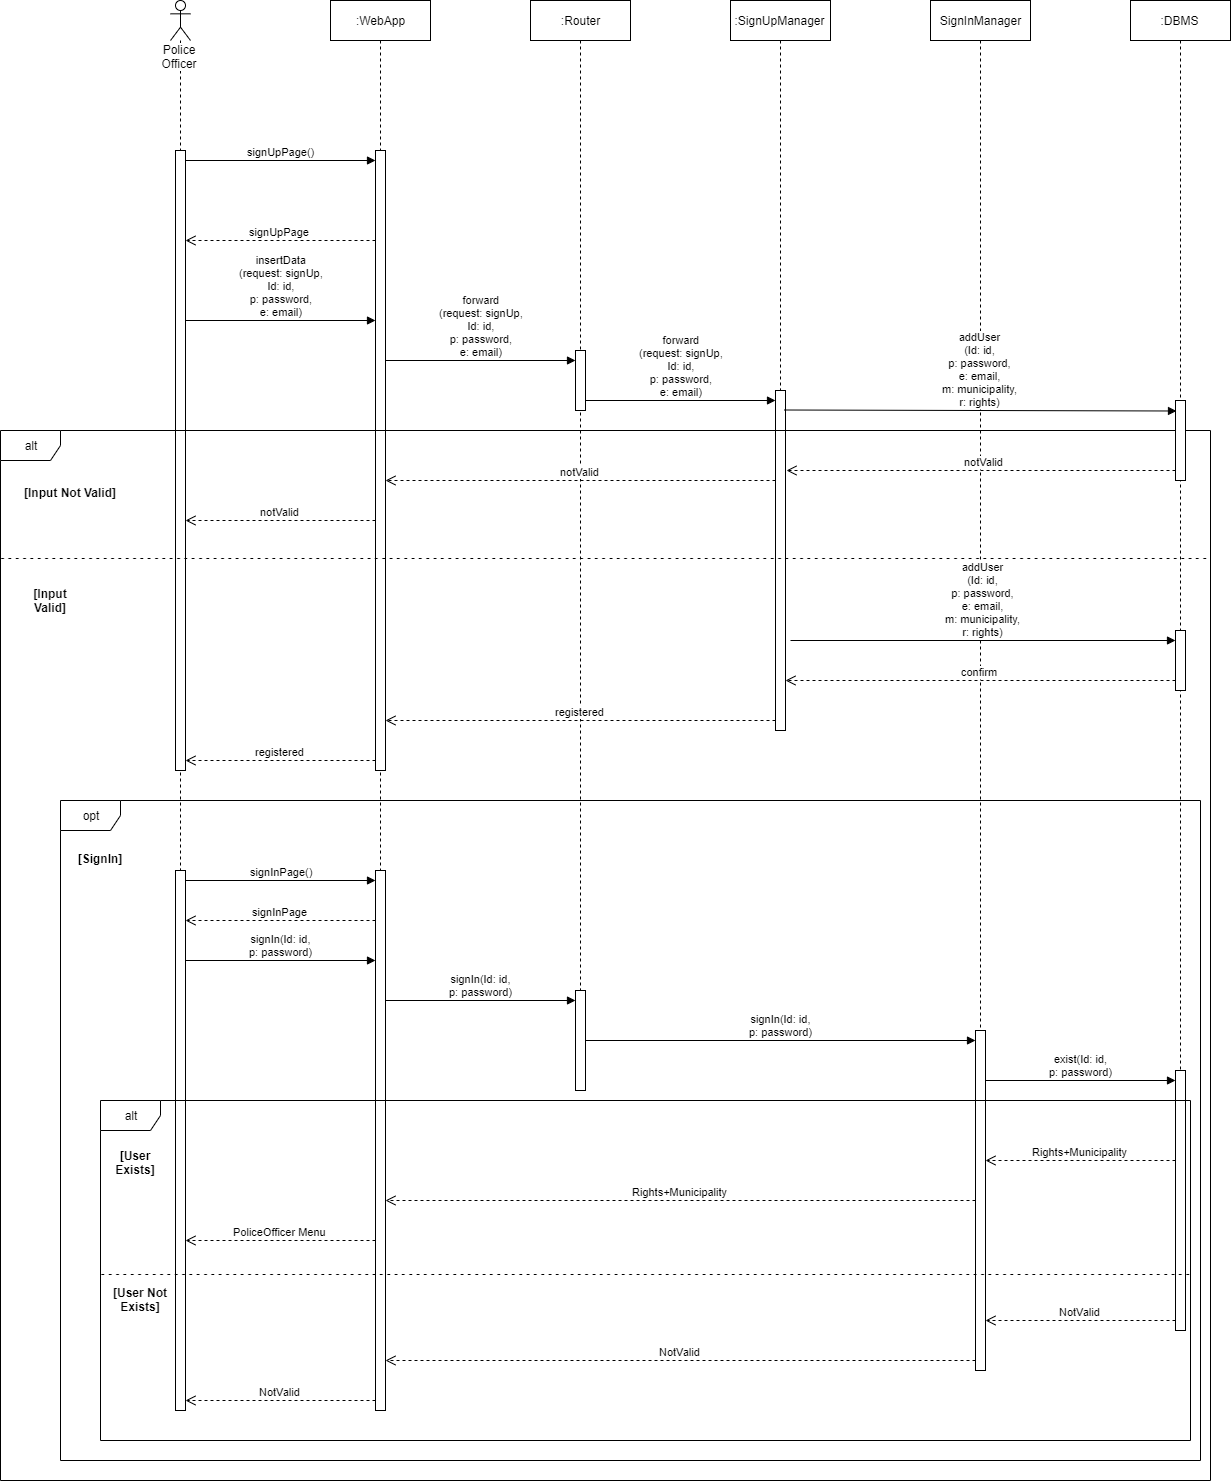 :WebApp
:Router
:SignUpManager
SignInManager
:DBMS
Police
Officer
signUpPage()
signUpPage
insertData
(request: signUp,
Id: id,
p: password,
e: email)
forward
(request: signUp,
Id: id,
p: password,
e: email)
forward
(request: signUp,
Id: id,
p: password,
e: email)
addUser
(Id: id,
p: password,
e: email,
m: municipality,
r: rights)
alt
[Input Not Valid]
notValid
notValid
notValid
[Input
Valid]
addUser
(Id: id,
p: password,
e: email,
m: municipality,
r: rights)
confirm
registered
registered
opt
[SignIn]
signInPage()
signInPage
signIn(Id: id,
p: password)
signIn(Id: id,
p: password)
signIn(Id: id,
p: password)
exist(Id: id,
p: password)
alt
[User
Exists]
Rights+Municipality
Rights+Municipality
PoliceOfficer Menu
[User Not
Exists]
NotValid
NotValid
NotValid